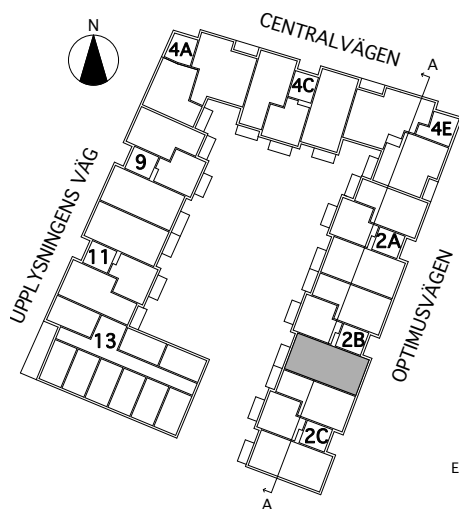 N
CENTRALVÄGEN
A
4A
4C
4E
9
UPPLYSNINGENS VÄG
2A
11
OPTIMUSVÄGEN
2B
13
2C
E
A